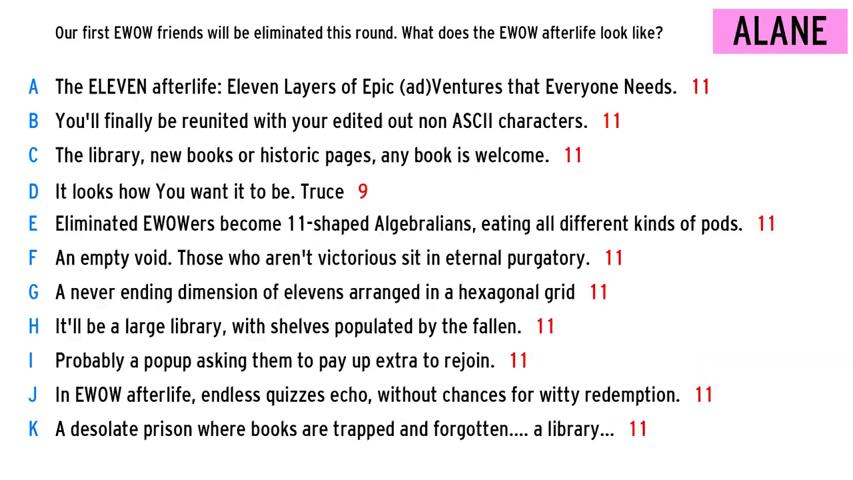 Our first EWOW friends will be eliminated this round. What does the EWOW afterlife look like?
ALANE
A The ELEVEN afterlife: Eleven Layers of Epic (ad)Ventures that Everyone Needs. 11
B You'll finally be reunited with your edited out non ASCII characters. 11
C The library, new books or historic pages, any book is welcome. 11
D It looks how You want it to be. Truce 9
E Eliminated EWOWers become 11-shaped Algebralians, eating all different kinds of pods. 11
F An empty void. Those who aren't victorious sit in eternal purgatory. 11
G A never ending dimension of elevens arranged in a hexagonal grid 11
H It'll be a large library, with shelves populated by the fallen. 11
I Probably a popup asking them to pay up extra to rejoin. 11
J In EWOW afterlife, endless quizzes echo, without chances for witty redemption. 11
K A desolate prison where books are trapped and forgotten.... a library... 11